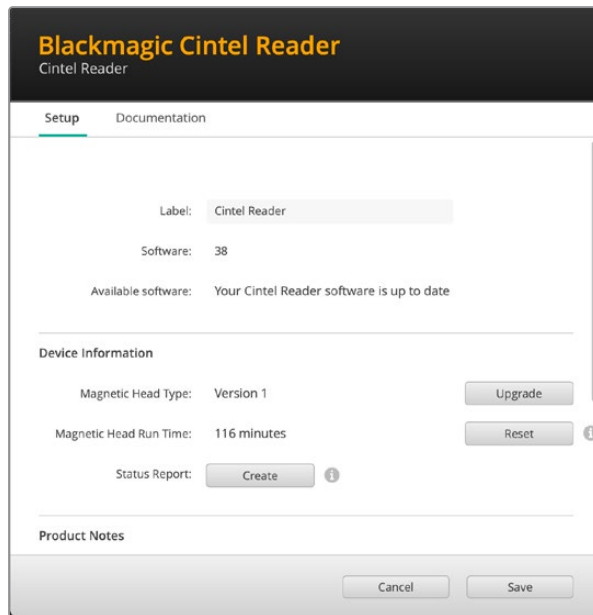 Blackmagic Cintel Reader
Cintel Reader
Setup Documentation
Label: Cintel Reader
Software: 38
Available software: Your Cintel Reader software is up to date
Device Information
Magnetic Head Type: Version 1 Upgrade
Magnetic Head Run Time: 116 minutes Reset
Status Report: Create
Product Notes
Cancel Save